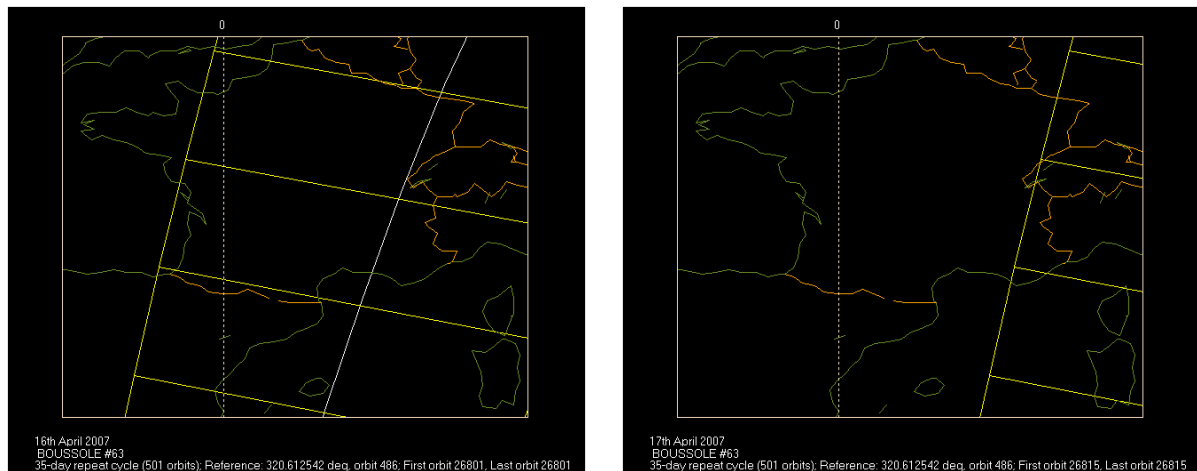 0
16th April 2007
BOUSSOLE #63
35-day repeat cycle (501 orbits); Reference: 320.612542 deq, orbit 486; First orbit 26801, Last orbit 26801
0
17th April 2007
BOUSSOLE #63
35-day repeat cycle (501 orbits); Reference: 320.612542 deq, orbit 486; First orbit 26815, Last orbit 26815